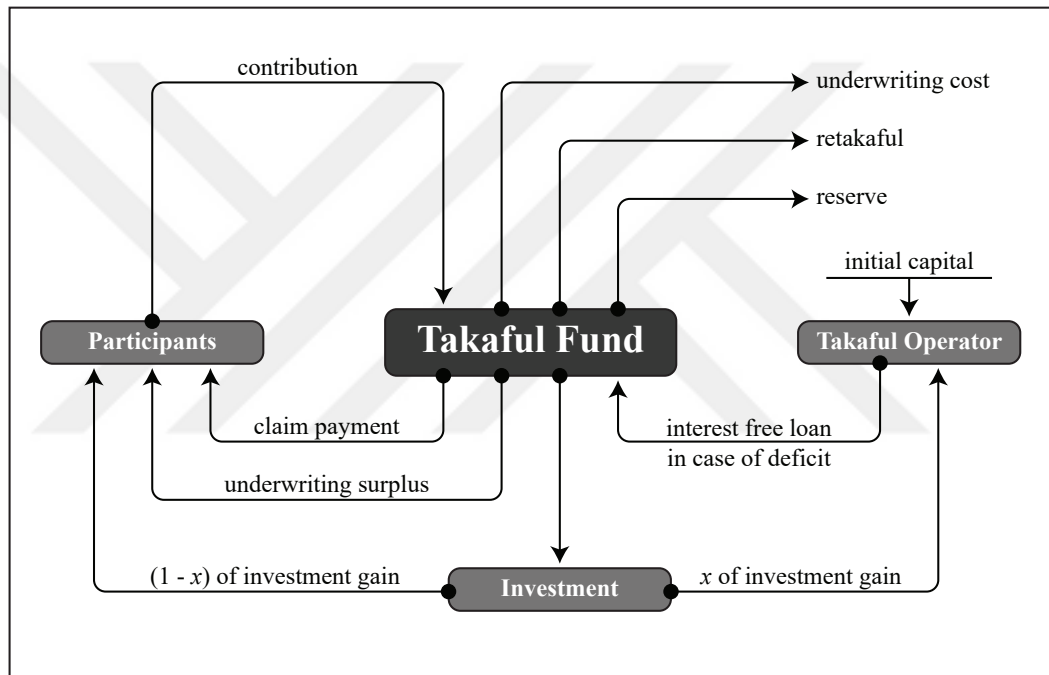 contribution
underwriting cost
retakaful
reserve
initial capital
Participants
Takaful Fund
Takaful Operator
claim payment
interest free loan
in case of deficit
underwriting surplus
(1 - x) of investment gain
Investment
x of investment gain